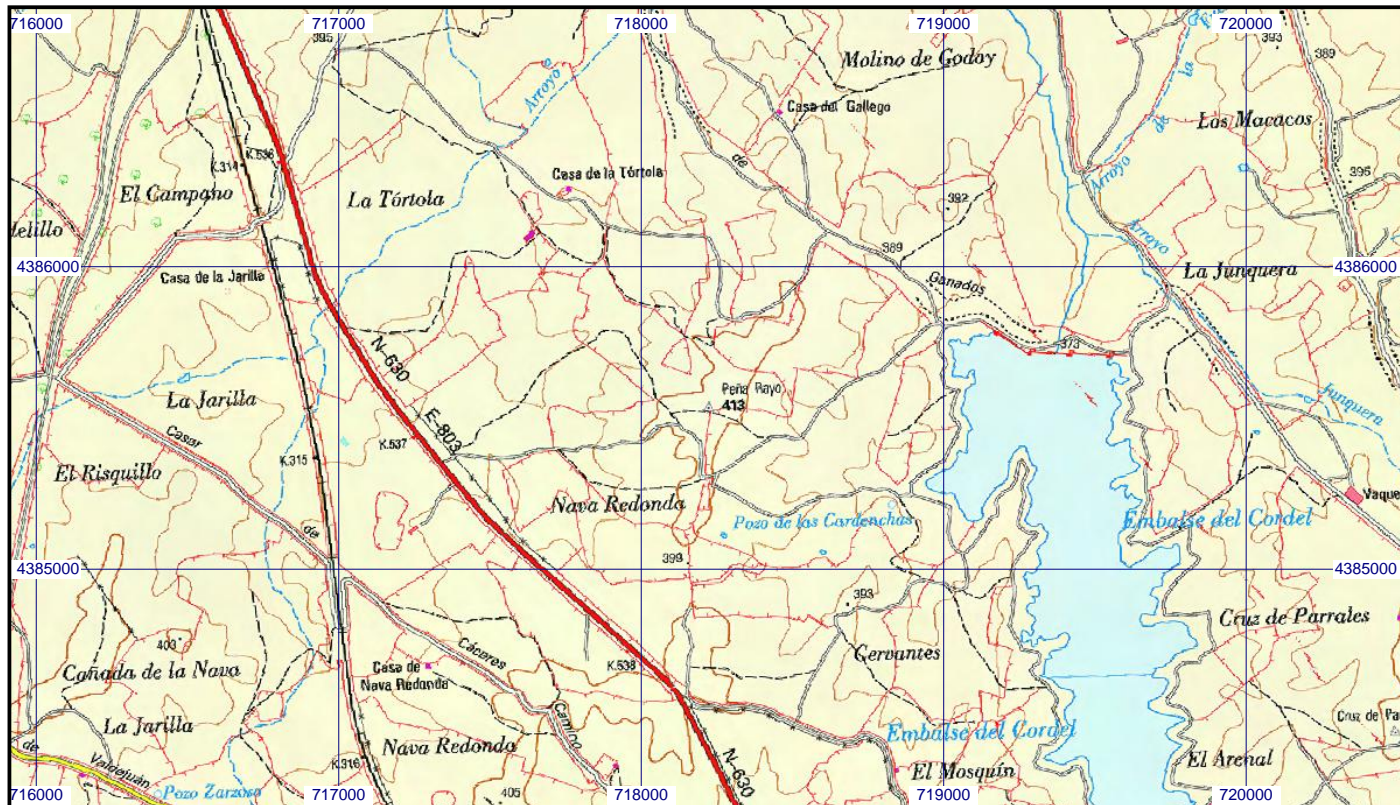 716000
717000
718000
719000
720000
395
393
389
Molino de Godoy
Arroyo
Casa del Gallego
de la
Los Macacos
K.536
K.314
de
Casa de la Tórtola
Arroyo
395
El Campano
La Tórtola
392
Arroyo
389
4386000
Casa de la Jarilla
Ganados
La Junquera
4386000
373
N-630
Peña Rayo
413
Junquera
La Jarilla
E-803
Casar
K.537
K.315
El Risquillo
Nava Redonda
Pozo de las Cardenchas
Embalse del Cordel
de
399
4385000
4385000
393
Cruz de Parrales
403
Cáceres
Gervantes
Cañada de la Nava
Casa de
Nava Redonda
K.538
La Jarilla
Camino
Cruz de Pa
de
Nava Redonda
Embalse del Cordel
Valdejuán
K.316
N-630
El Mosquín
El Arenal
Pozo Zarzoso
405
716000
717000
718000
719000
720000